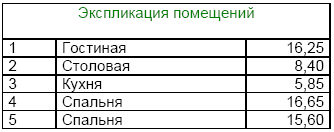 Экспликация помещений
1 Гостиная 16,25
2 Столовая 8,40
3 Кухня 5,85
4 Спальня 16,65
5 Спальня 15,60